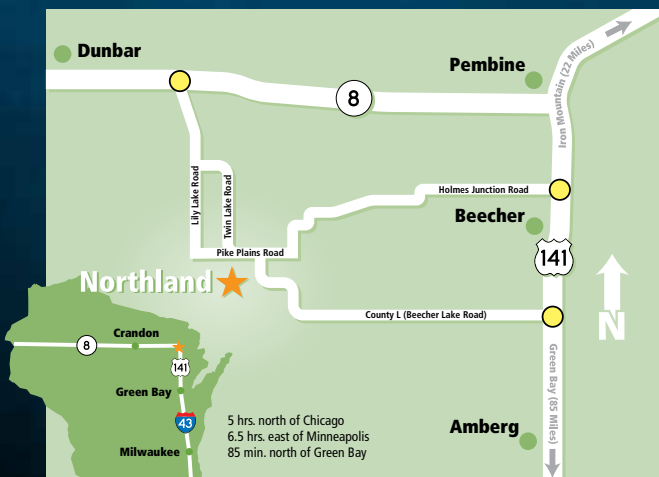 Dunbar
Pembine
Iron Mountain (22 Miles)
8
Lily Lake Road
Twin Lake Road
Holmes Junction Road
Beecher
Pike Plains Road
141
Northland
N
County L (Beecher Lake Road)
Green Bay (85 Miles)
Amberg
Crandon
8
141
Green Bay
43
Milwaukee
5 hrs. north of Chicago
6.5 hrs. east of Minneapolis
85 min. north of Green Bay